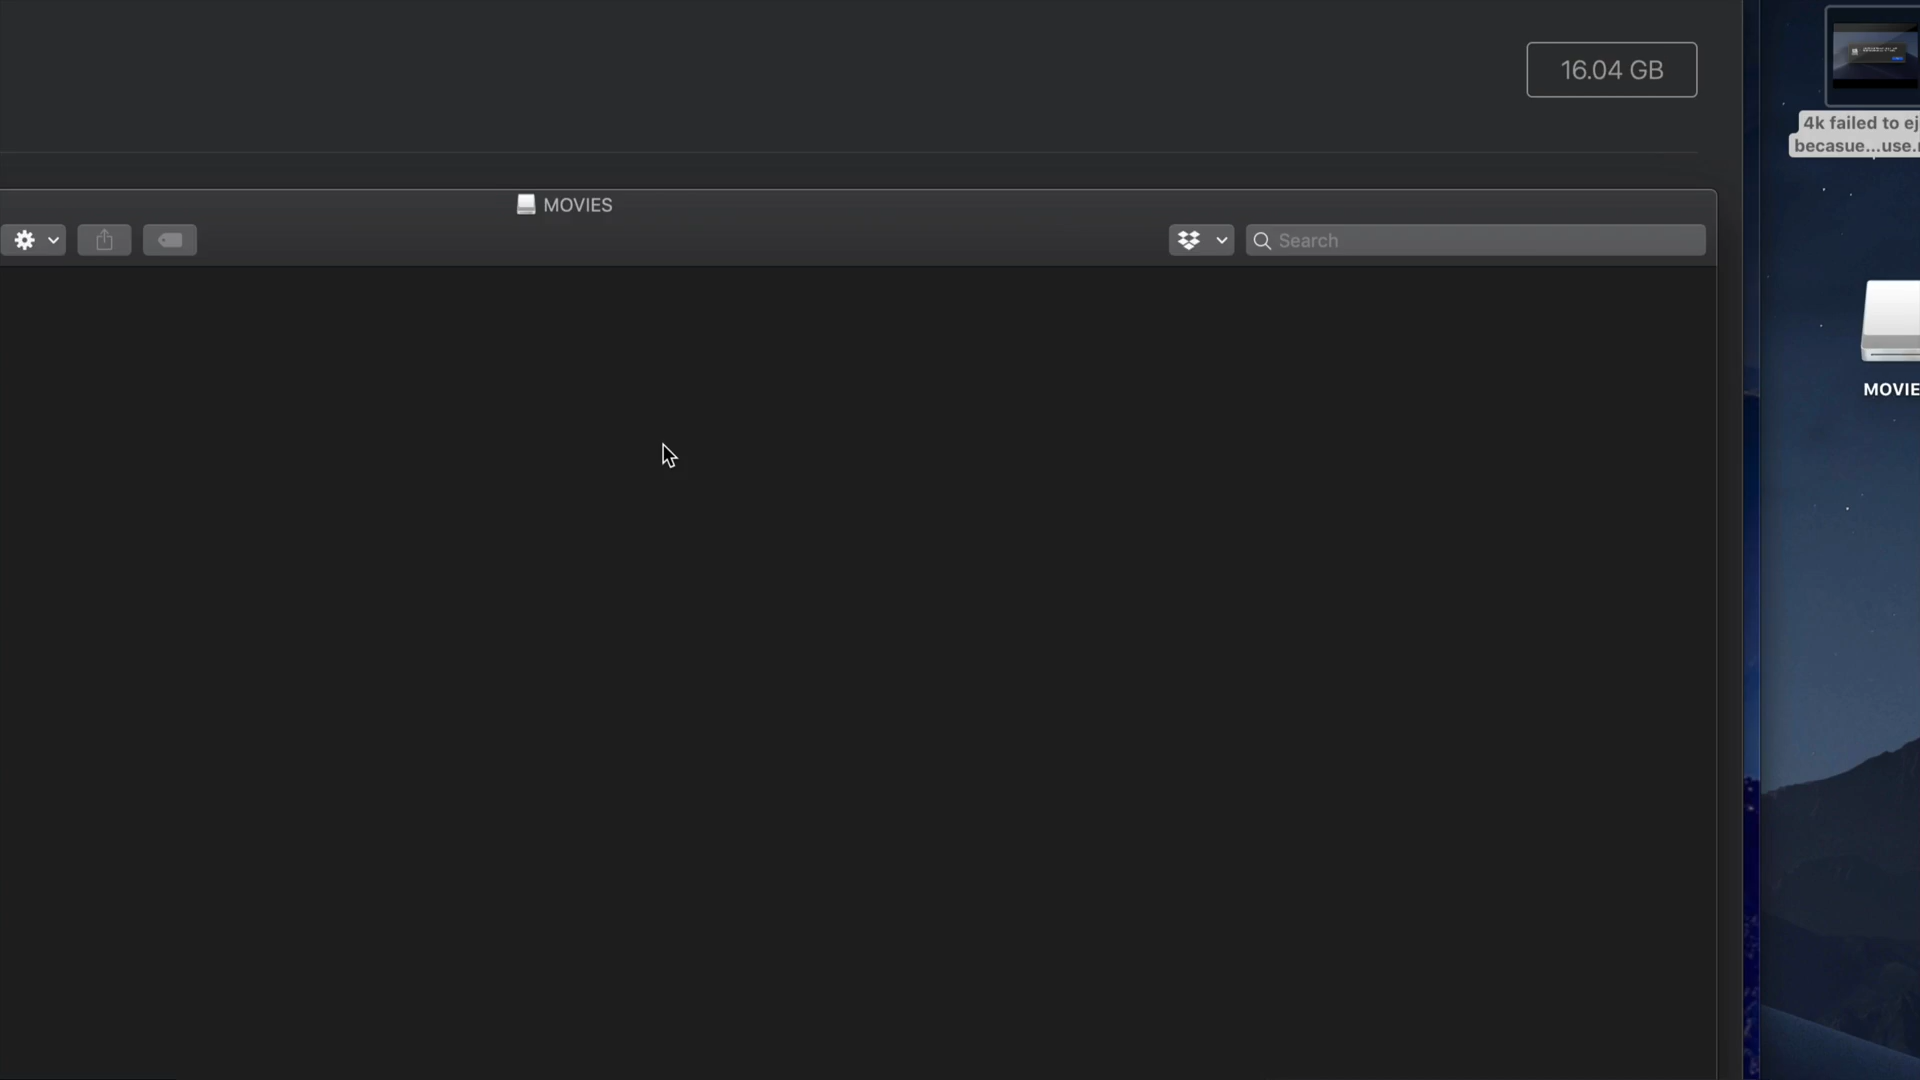 16.04 GB
4k failed to ej
becasue...use.
MOVIES
Search
MOVIE